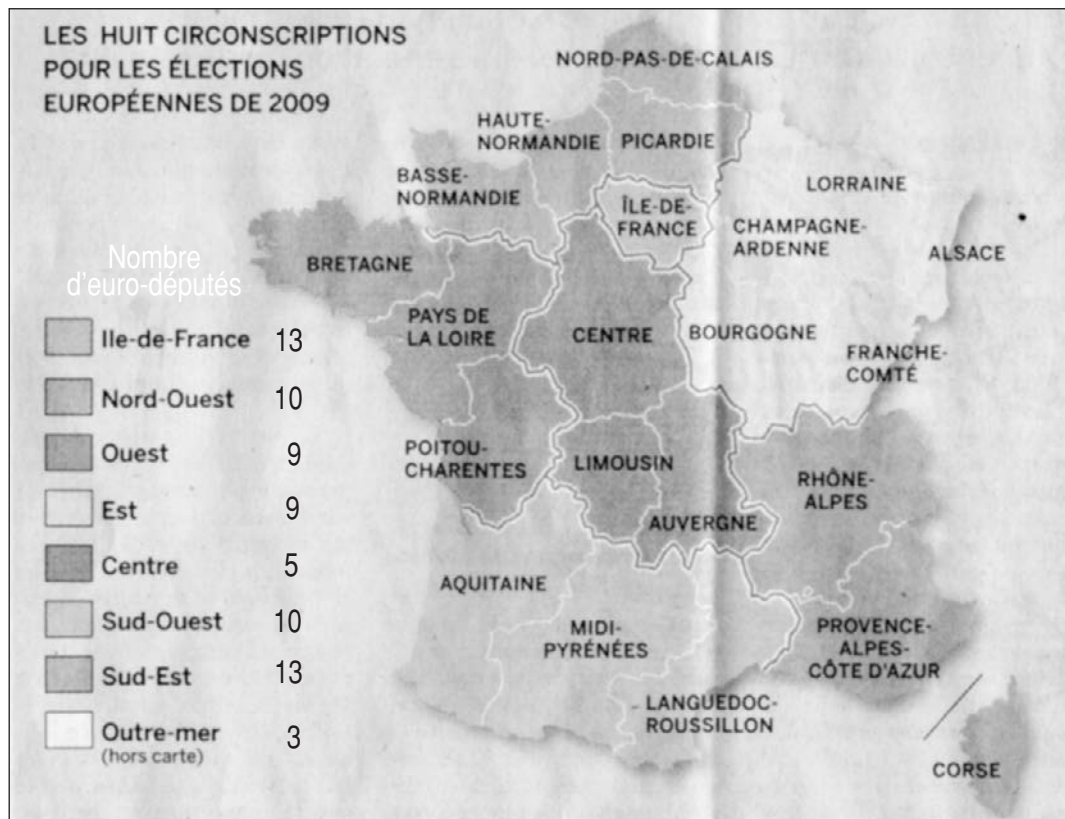 LES HUIT CIRCONSCRIPTIONS
POUR LES ÉLECTIONS
EUROPÉENNES DE 2009
NORD-PAS-DE-CALAIS
HAUTE-
NORMANDIE
PICARDIE
BASSE-
NORMANDIE
ÎLE-DE-
FRANCE
LORRAINE
CHAMPAGNE-
ARDENNE
ALSACE
BRETAGNE
PAYS DE
LA LOIRE
CENTRE
BOURGOGNE
FRANCHE-
COMTÉ
POITOU-
CHARENTES
LIMOUSIN
AUVERGNE
RHÔNE-
ALPES
AQUITAINE
MIDI-
PYRÉNÉES
LANGUEDOC-
ROUSSILLON
PROVENCE-
ALPES-
CÔTE D'AZUR
CORSE
Nombre
d'euro-députés
Ile-de-France 13
Nord-Ouest 10
Ouest 9
Est 9
Centre 5
Sud-Ouest 10
Sud-Est 13
Outre-mer 3
(hors carte)